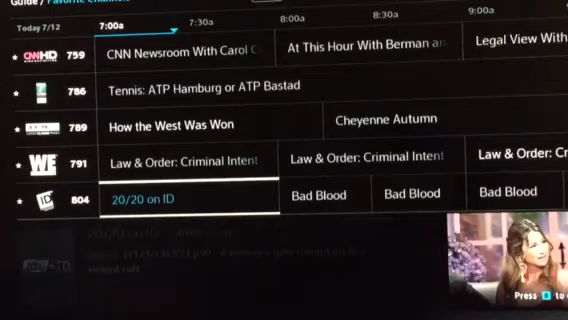 Guide / Favorite Channels
Today 7/12 7:00a 7:30a 8:00a 8:30a 9:00a
CNN HD 759 CNN Newsroom With Carol C At This Hour With Berman an Legal View With
786 Tennis: ATP Hamburg or ATP Bastad
789 How the West Was Won Cheyenne Autumn
WE 791 Law & Order: Criminal Intent Law & Order: Criminal Intent Law & Order: Cr
ID 804 20/20 on ID Bad Blood Bad Blood Bad Blood
Press to